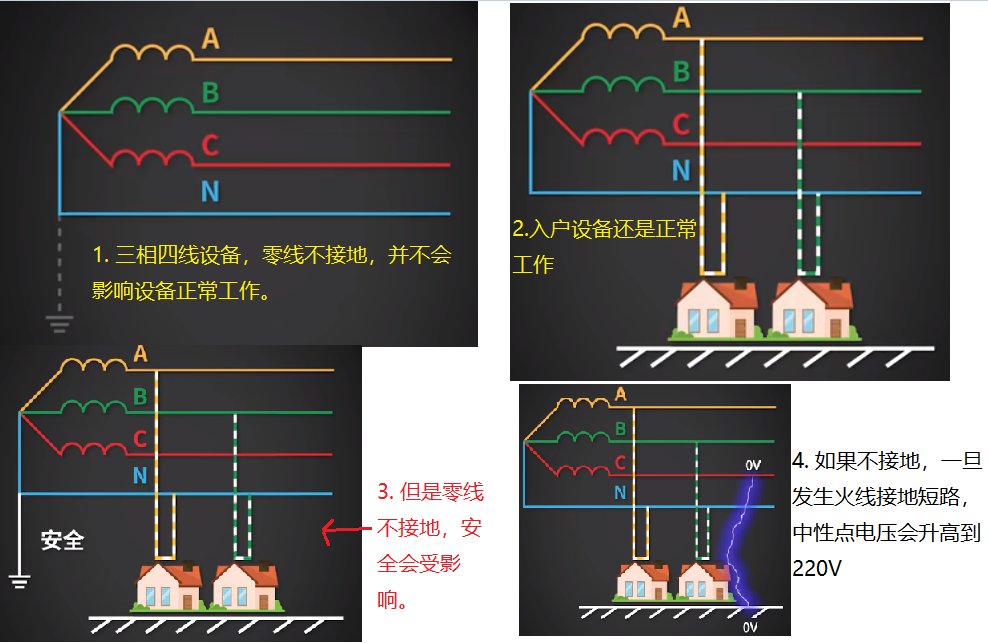 A
B
C
N
1. 三相四线设备，零线不接地，并不会
影响设备正常工作。
A
B
C
N
2.入户设备还是正常
工作
A
B
C
N
安全
3. 但是零线
不接地，安
全会受影
响。
A
B
C
N
0V
0V
4. 如果不接地，一旦
发生火线接地短路，
中性点电压会升高到
220V